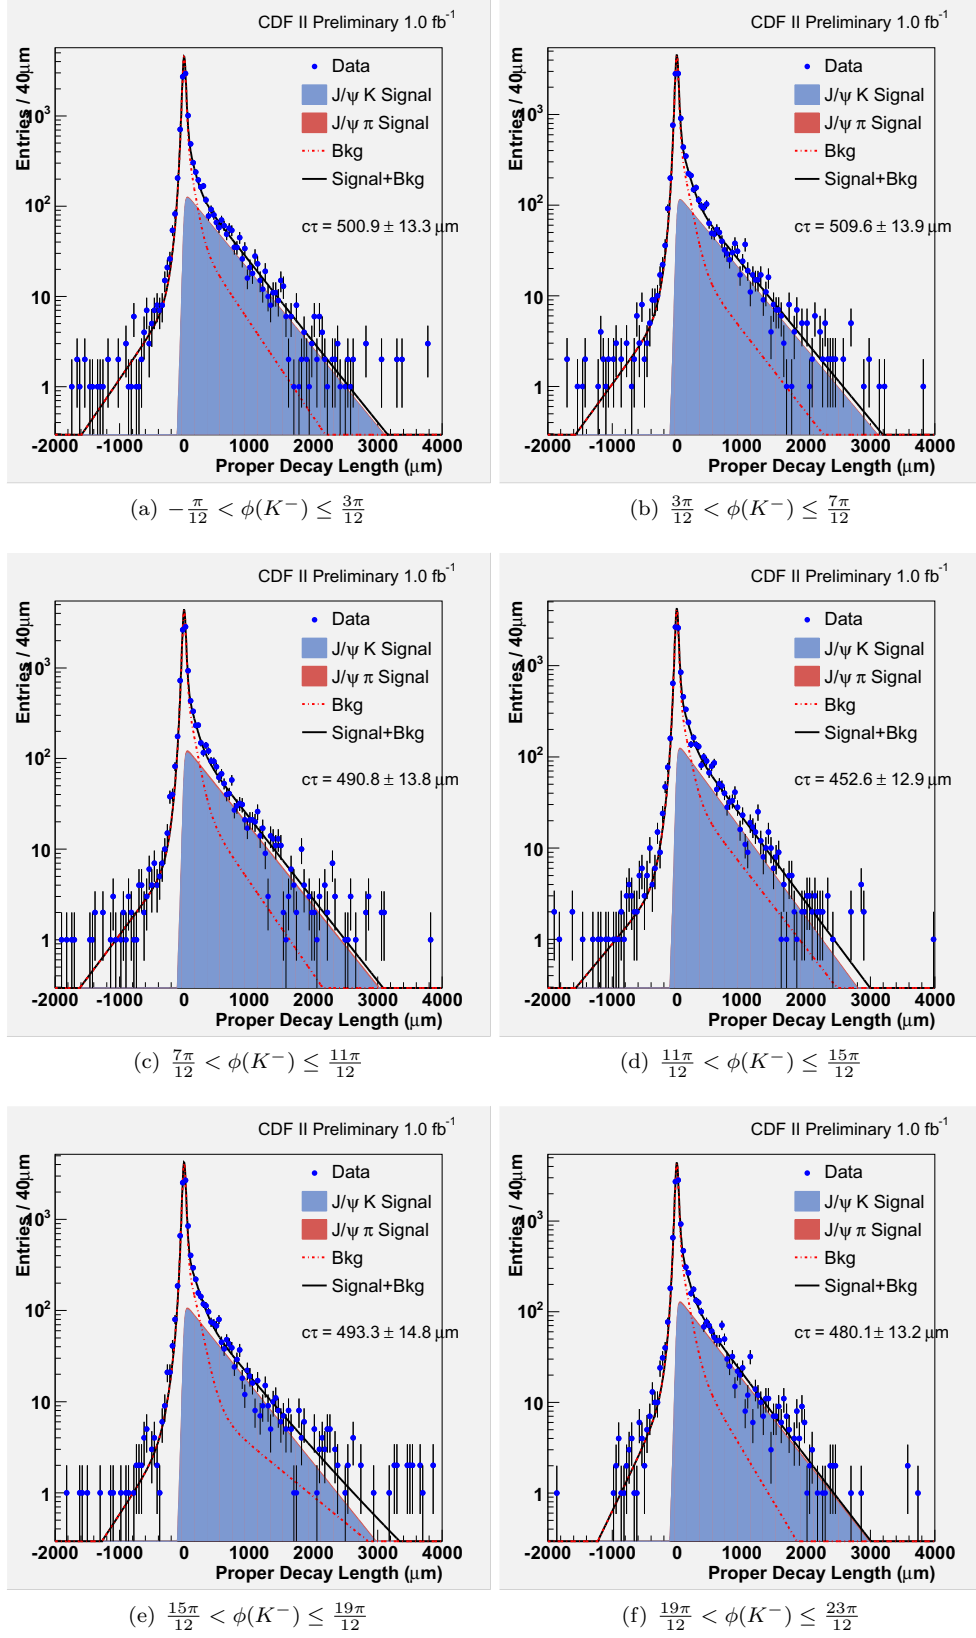 CDF II Preliminary 1.0 fb⁻¹
Entries / 40μm
Data
J/ψ K Signal
J/ψ π Signal
Bkg
Signal+Bkg
cτ = 500.9 ± 13.3 μm
10³
10²
10
1
-2000 -1000 0 1000 2000 3000 4000
Proper Decay Length (μm)
(a) −π/12 < ϕ(K⁻) ≤ 3π/12
CDF II Preliminary 1.0 fb⁻¹
Entries / 40μm
Data
J/ψ K Signal
J/ψ π Signal
Bkg
Signal+Bkg
cτ = 509.6 ± 13.9 μm
10³
10²
10
1
-2000 -1000 0 1000 2000 3000 4000
Proper Decay Length (μm)
(b) 3π/12 < ϕ(K⁻) ≤ 7π/12
CDF II Preliminary 1.0 fb⁻¹
Entries / 40μm
Data
J/ψ K Signal
J/ψ π Signal
Bkg
Signal+Bkg
cτ = 490.8 ± 13.8 μm
10³
10²
10
1
-2000 -1000 0 1000 2000 3000 4000
Proper Decay Length (μm)
(c) 7π/12 < ϕ(K⁻) ≤ 11π/12
CDF II Preliminary 1.0 fb⁻¹
Entries / 40μm
Data
J/ψ K Signal
J/ψ π Signal
Bkg
Signal+Bkg
cτ = 452.6 ± 12.9 μm
10³
10²
10
1
-2000 -1000 0 1000 2000 3000 4000
Proper Decay Length (μm)
(d) 11π/12 < ϕ(K⁻) ≤ 15π/12
CDF II Preliminary 1.0 fb⁻¹
Entries / 40μm
Data
J/ψ K Signal
J/ψ π Signal
Bkg
Signal+Bkg
cτ = 493.3 ± 14.8 μm
10³
10²
10
1
-2000 -1000 0 1000 2000 3000 4000
Proper Decay Length (μm)
(e) 15π/12 < ϕ(K⁻) ≤ 19π/12
CDF II Preliminary 1.0 fb⁻¹
Entries / 40μm
Data
J/ψ K Signal
J/ψ π Signal
Bkg
Signal+Bkg
cτ = 480.1 ± 13.2 μm
10³
10²
10
1
-2000 -1000 0 1000 2000 3000 4000
Proper Decay Length (μm)
(f) 19π/12 < ϕ(K⁻) ≤ 23π/12